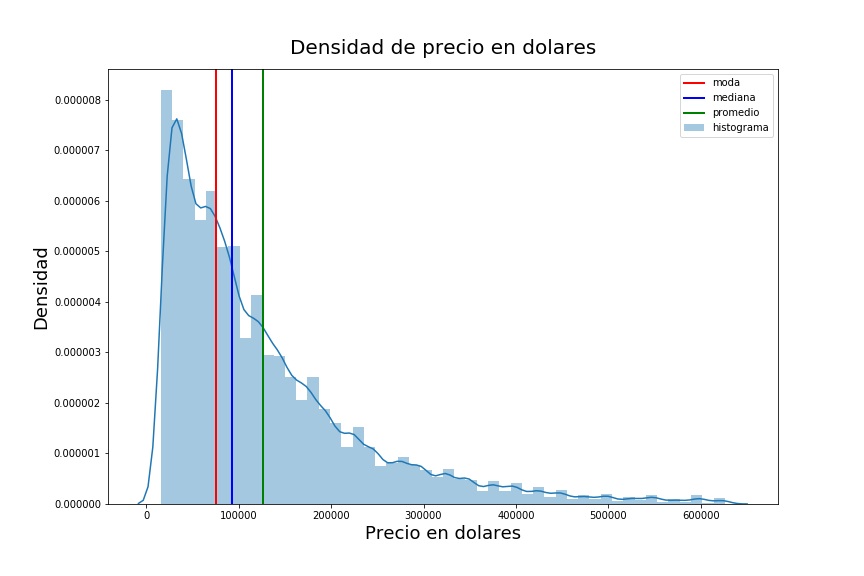 Densidad de precio en dolares
moda
mediana
promedio
histograma
0.000008
0.000007
0.000006
0.000005
0.000004
0.000003
0.000002
0.000001
0.000000
Densidad
0 100000 200000 300000 400000 500000 600000
Precio en dolares